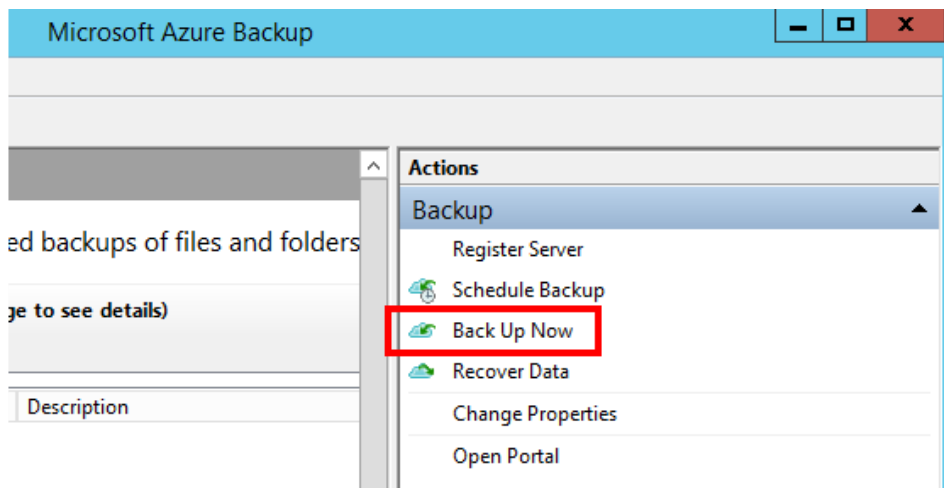 Microsoft Azure Backup
Actions
Backup
ed backups of files and folders
Register Server
Schedule Backup
ge to see details)
Back Up Now
Recover Data
Description
Change Properties
Open Portal